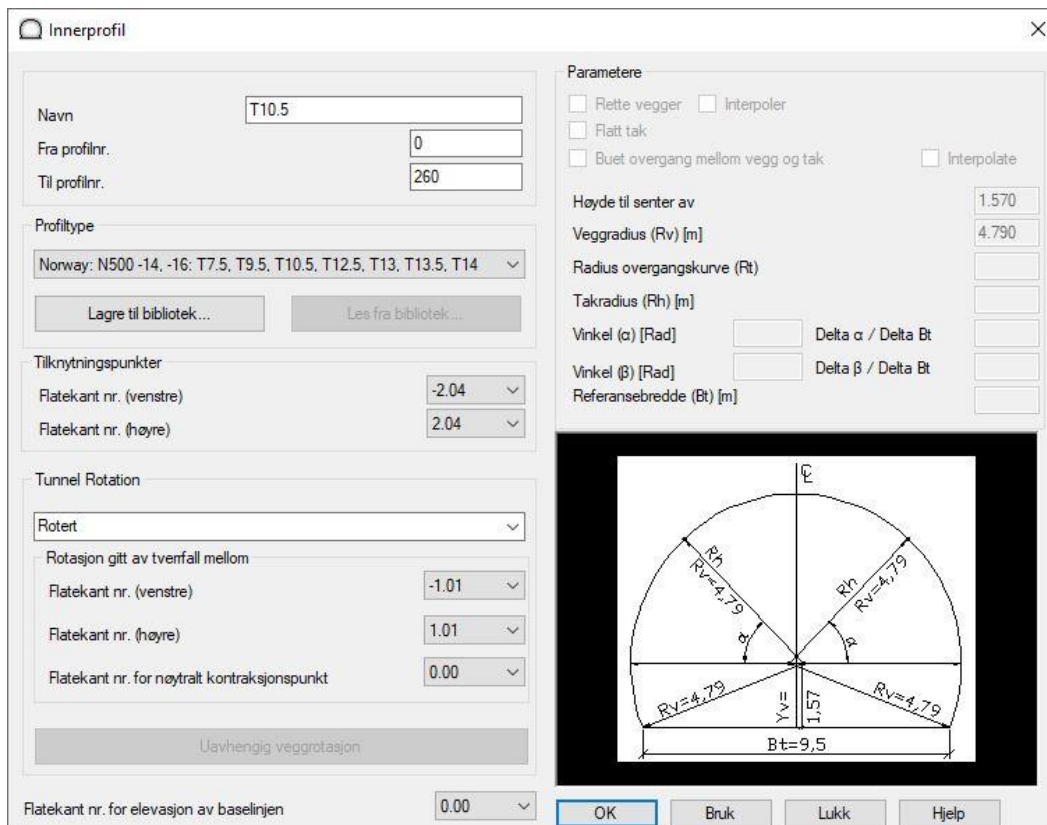 Innerprofil
Navn T10.5
Fra profilnr. 0
Til profilnr. 260
Profiltype
Norway: N500 -14, -16: T7.5, T9.5, T10.5, T12.5, T13, T13.5, T14
Lagre til bibliotek... Les fra bibliotek...
Tilknytningspunkter
Flatekant nr. (venstre) -2.04
Flatekant nr. (høyre) 2.04
Tunnel Rotation
Rotert
Rotasjon gitt av tverrfall mellom
Flatekant nr. (venstre) -1.01
Flatekant nr. (høyre) 1.01
Flatekant nr. for nøytralt kontraksjonspunkt 0.00
Uavhengig veggrotasjon
Flatekant nr. for elevasjon av baselinjen 0.00
Parametere
Rette vegger Interpoler
Flatt tak
Buet overgang mellom vegg og tak Interpolate
Høyde til senter av 1.570
Veggradius (Rv) [m] 4.790
Radius overgangskurve (Rt)
Takradius (Rh) [m]
Vinkel (α) [Rad] Delta α / Delta Bt
Vinkel (β) [Rad] Delta β / Delta Bt
Referansebredde (Bt) [m]
CL
Rh
Rv=4,79
Rh
Rv=4,79
α
α
Rv=4,79
Yv=
1,57
Rv=4,79
Bt=9,5
OK Bruk Lukk Hjelp